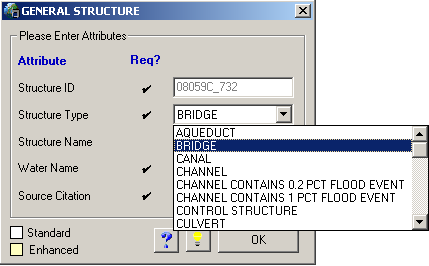 GENERAL STRUCTURE
Please Enter Attributes
Attribute Req?
Structure ID 08059C_732
Structure Type BRIDGE
Structure Name
Water Name
Source Citation
AQUEDUCT
BRIDGE
CANAL
CHANNEL
CHANNEL CONTAINS 0.2 PCT FLOOD EVENT
CHANNEL CONTAINS 1 PCT FLOOD EVENT
CONTROL STRUCTURE
CULVERT
Standard
Enhanced
? OK